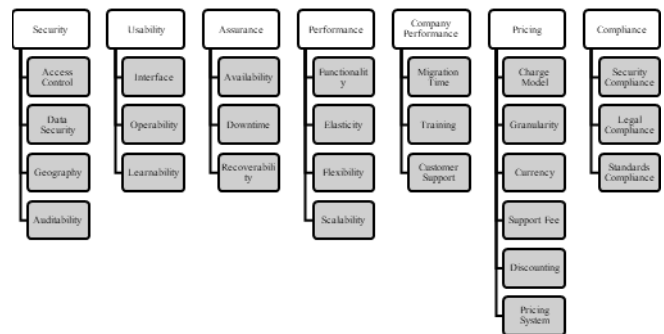 Security
Access
Control
Data
Security
Geography
Auditability
Usability
Interface
Operability
Learnability
Assurance
Availability
Downtime
Recoverabili
ty
Performance
Functionalit
y
Elasticity
Flexibility
Scalability
Company
Performance
Migration
Time
Training
Customer
Support
Pricing
Charge
Model
Granularity
Currency
Support Fee
Discounting
Pricing
System
Compliance
Security
Compliance
Legal
Compliance
Standards
Compliance